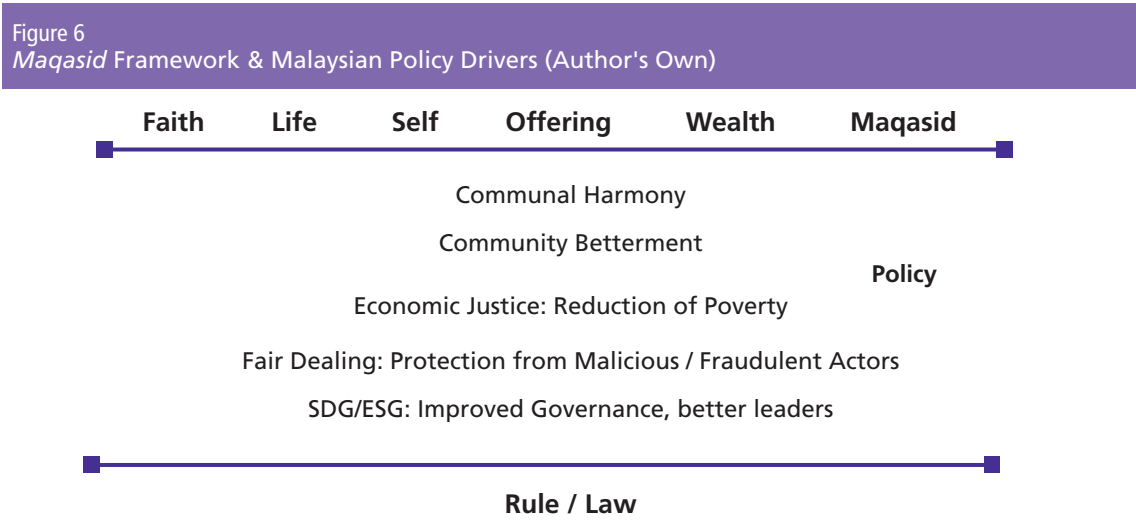 Figure 6
Maqasid Framework & Malaysian Policy Drivers (Author's Own)
Faith Life Self Offering Wealth Maqasid
Communal Harmony
Community Betterment
Policy
Economic Justice: Reduction of Poverty
Fair Dealing: Protection from Malicious / Fraudulent Actors
SDG/ESG: Improved Governance, better leaders
Rule / Law